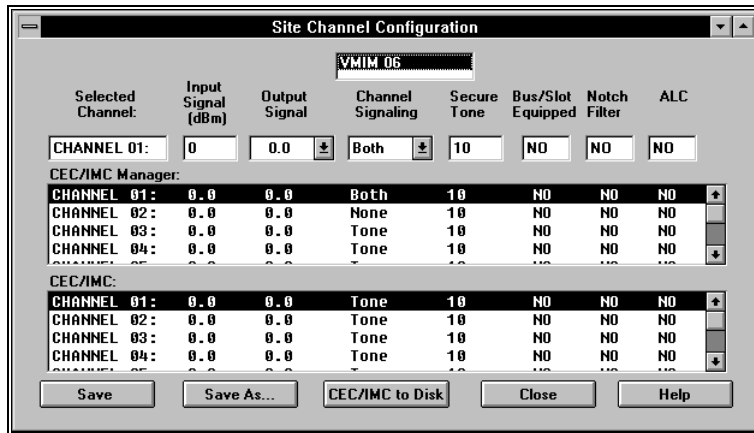 Site Channel Configuration
VMIM 06
Selected Channel: Input Signal (dBm) Output Signal Channel Signaling Secure Tone Bus/Slot Equipped Notch Filter ALC
CHANNEL 01: 0 0.0 Both 10 NO NO NO
CEC/IMC Manager:
CHANNEL 01: 0.0 0.0 Both 10 NO NO NO
CHANNEL 02: 0.0 0.0 None 10 NO NO NO
CHANNEL 03: 0.0 0.0 Tone 10 NO NO NO
CHANNEL 04: 0.0 0.0 Tone 10 NO NO NO
CEC/IMC:
CHANNEL 01: 0.0 0.0 Tone 10 NO NO NO
CHANNEL 02: 0.0 0.0 Tone 10 NO NO NO
CHANNEL 03: 0.0 0.0 Tone 10 NO NO NO
CHANNEL 04: 0.0 0.0 Tone 10 NO NO NO
Save Save As... CEC/IMC to Disk Close Help